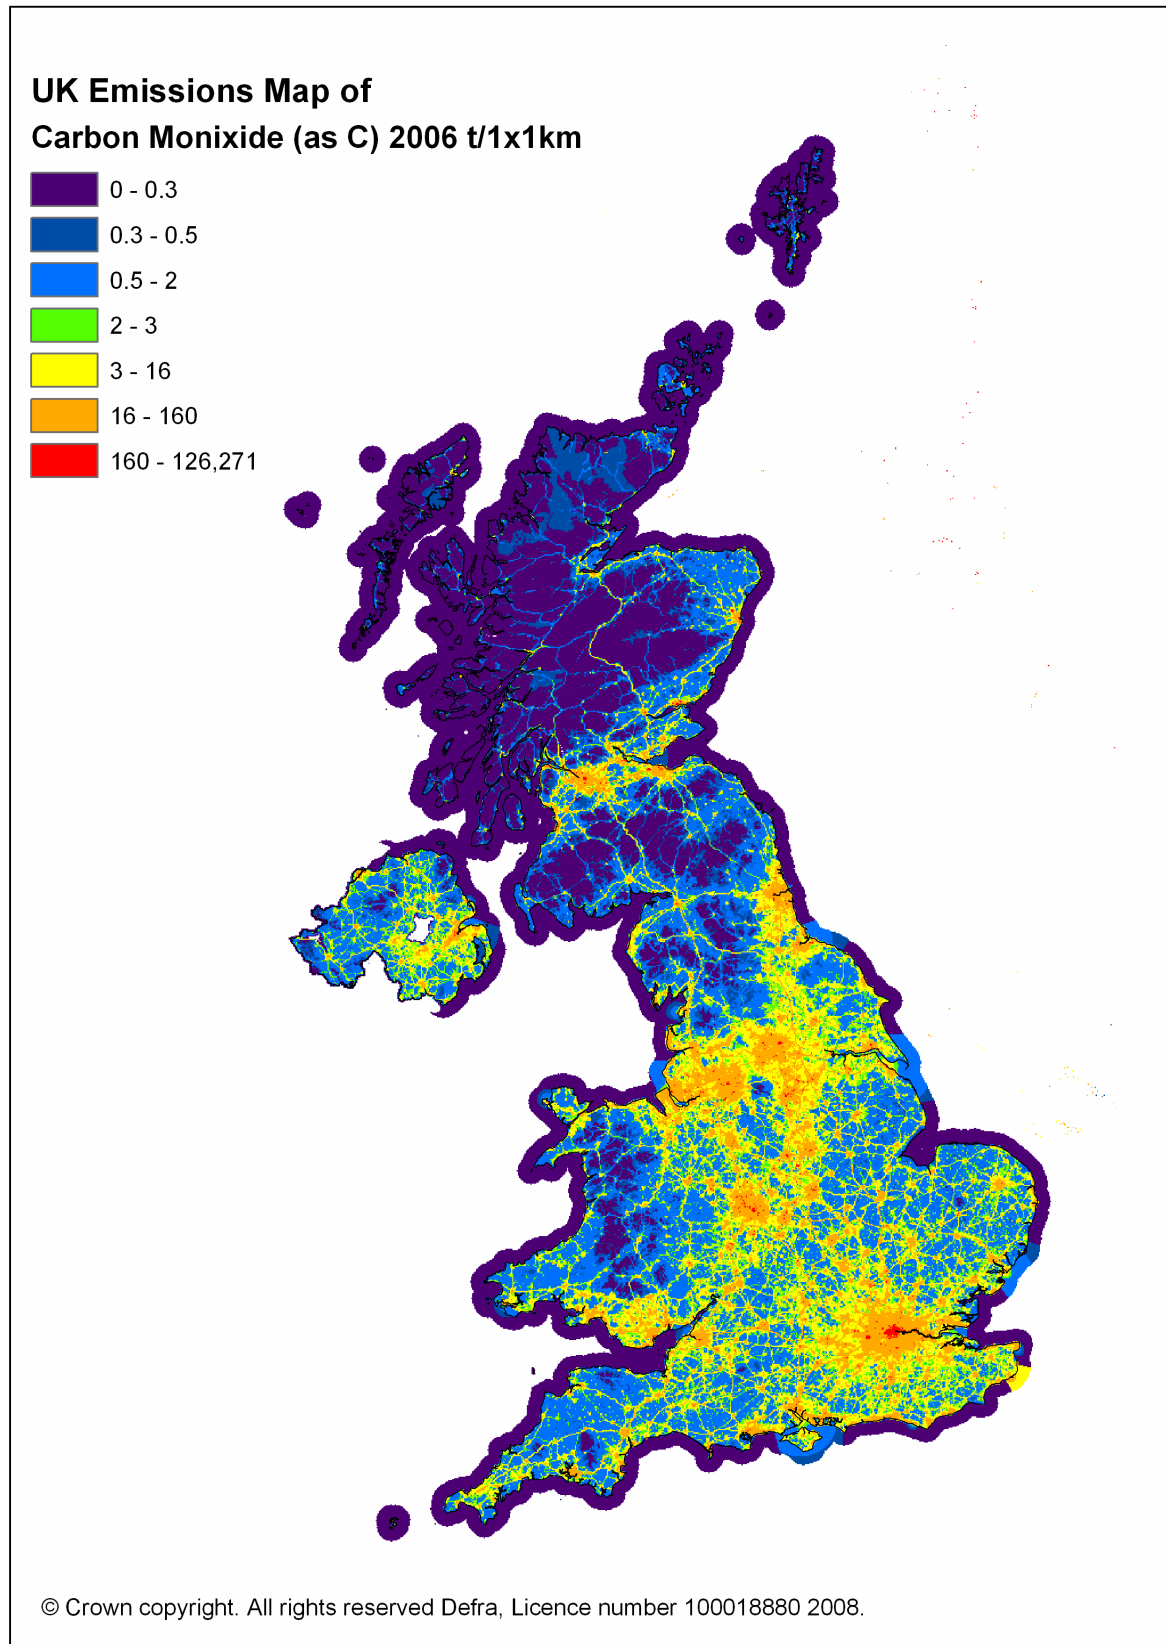 UK Emissions Map of
Carbon Monixide (as C) 2006 t/1x1km
0 - 0.3
0.3 - 0.5
0.5 - 2
2 - 3
3 - 16
16 - 160
160 - 126,271
© Crown copyright. All rights reserved Defra, Licence number 100018880 2008.